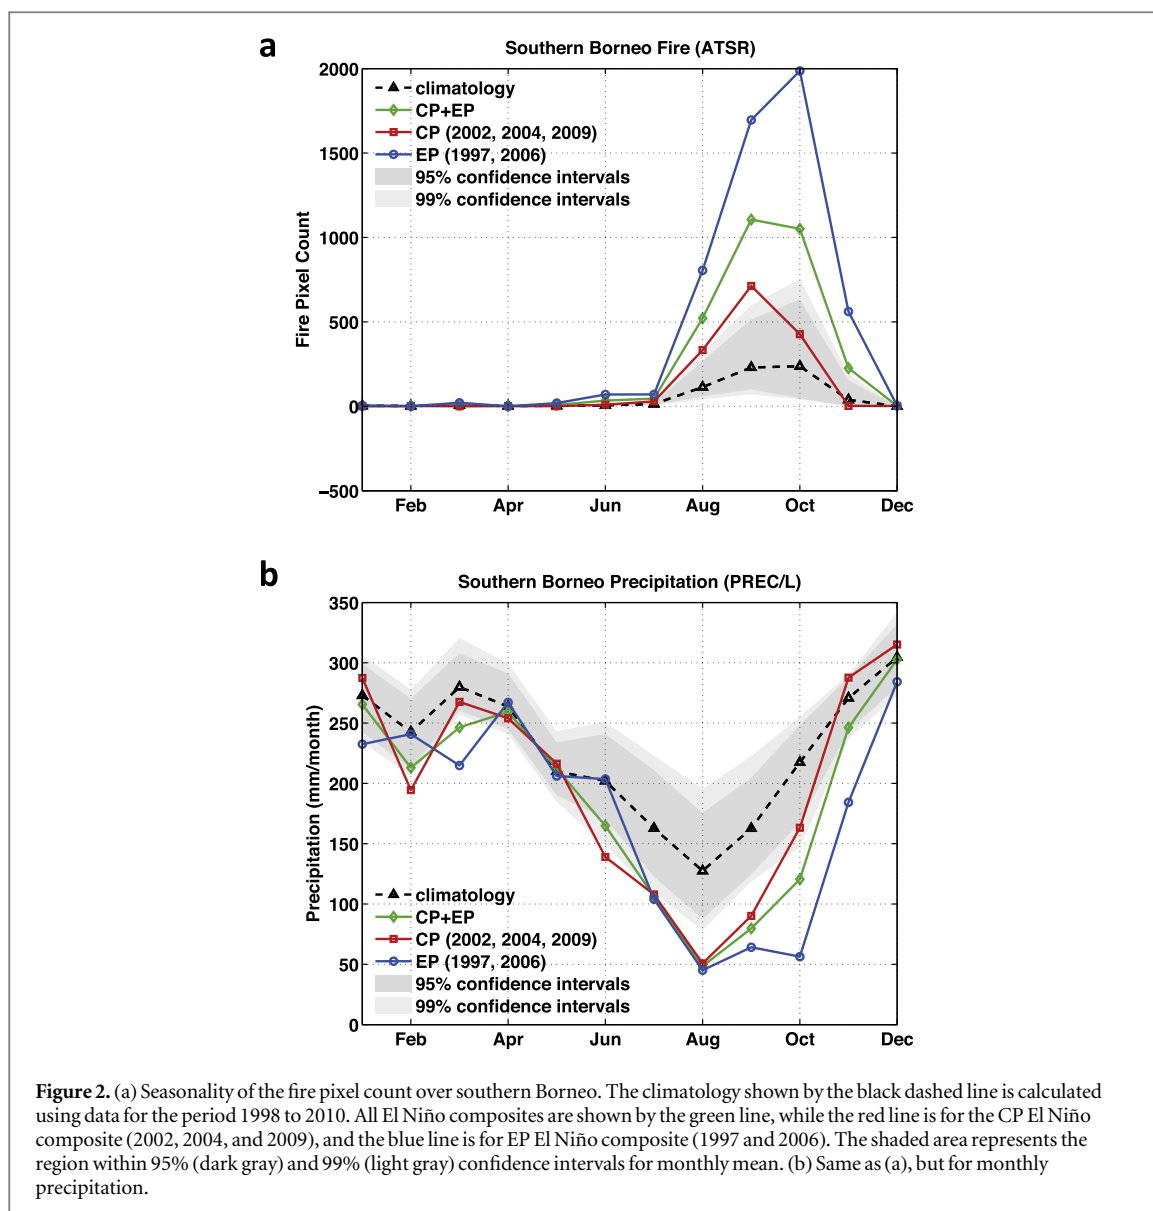 a
Southern Borneo Fire (ATSR)
2000
1500
1000
500
0
−500
Fire Pixel Count
climatology
CP+EP
CP (2002, 2004, 2009)
EP (1997, 2006)
95% confidence intervals
99% confidence intervals
Feb Apr Jun Aug Oct Dec
b
Southern Borneo Precipitation (PREC/L)
350
300
250
200
150
100
50
0
Precipitation (mm/month)
climatology
CP+EP
CP (2002, 2004, 2009)
EP (1997, 2006)
95% confidence intervals
99% confidence intervals
Feb Apr Jun Aug Oct Dec
Figure 2. (a) Seasonality of the fire pixel count over southern Borneo. The climatology shown by the black dashed line is calculated
using data for the period 1998 to 2010. All El Niño composites are shown by the green line, while the red line is for the CP El Niño
composite (2002, 2004, and 2009), and the blue line is for EP El Niño composite (1997 and 2006). The shaded area represents the
region within 95% (dark gray) and 99% (light gray) confidence intervals for monthly mean. (b) Same as (a), but for monthly
precipitation.